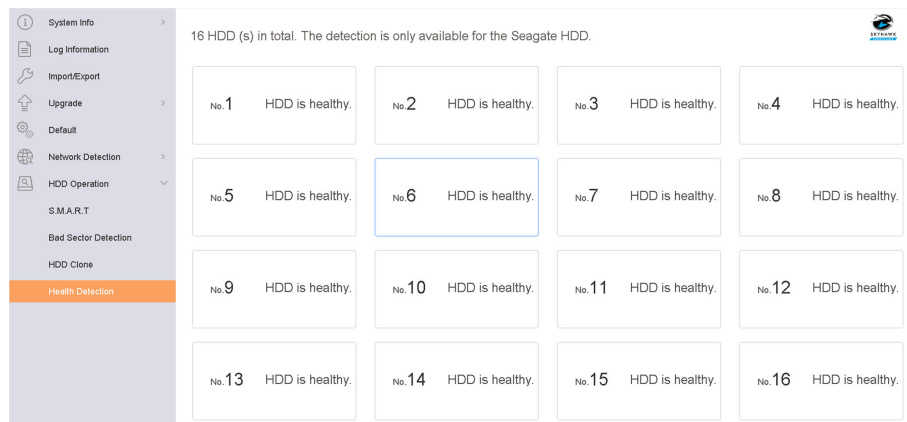 System Info
Log Information
Import/Export
Upgrade
Default
Network Detection
HDD Operation
S.M.A.R.T
Bad Sector Detection
HDD Clone
Health Detection
16 HDD (s) in total. The detection is only available for the Seagate HDD.
SKYHAWK
No.1 HDD is healthy.
No.2 HDD is healthy.
No.3 HDD is healthy.
No.4 HDD is healthy.
No.5 HDD is healthy.
No.6 HDD is healthy.
No.7 HDD is healthy.
No.8 HDD is healthy.
No.9 HDD is healthy.
No.10 HDD is healthy.
No.11 HDD is healthy.
No.12 HDD is healthy.
No.13 HDD is healthy.
No.14 HDD is healthy.
No.15 HDD is healthy.
No.16 HDD is healthy.